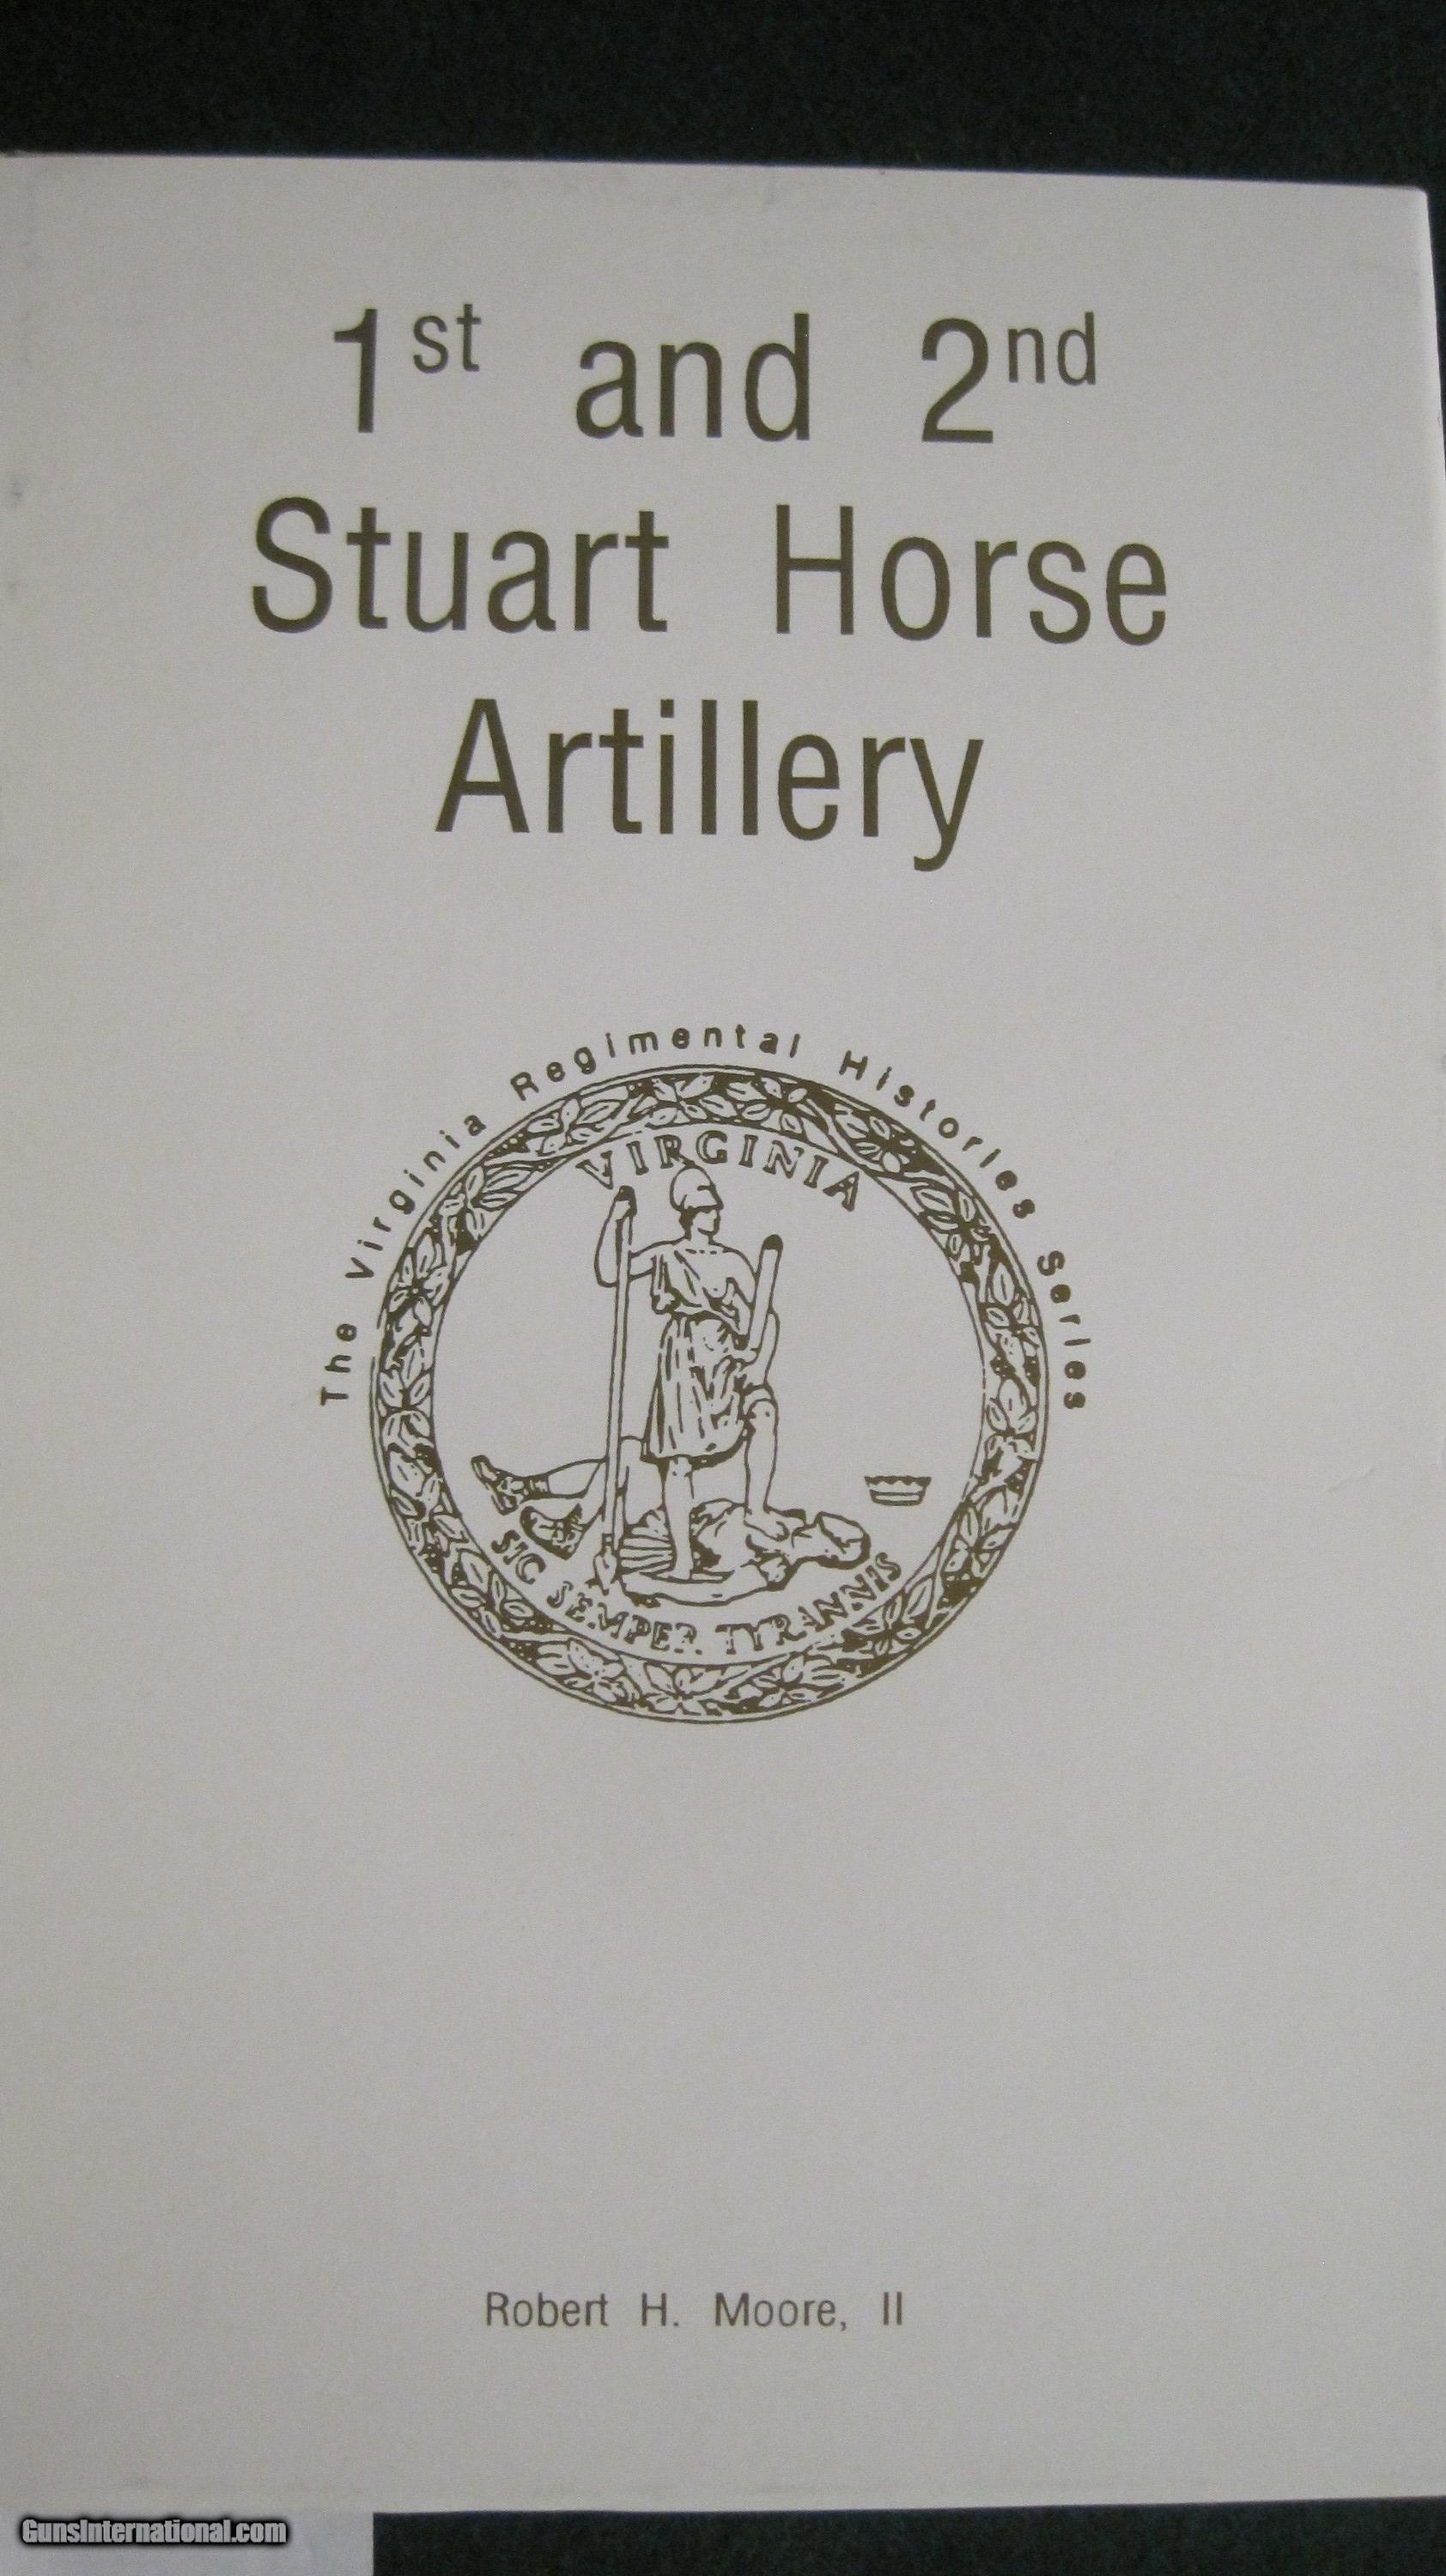 1st and 2nd
Stuart Horse
Artillery
The Virginia Regimental Histories Series
VIRGINIA
SIC SEMPER TYRANNIS
Robert H. Moore, II
GunsInternational.com